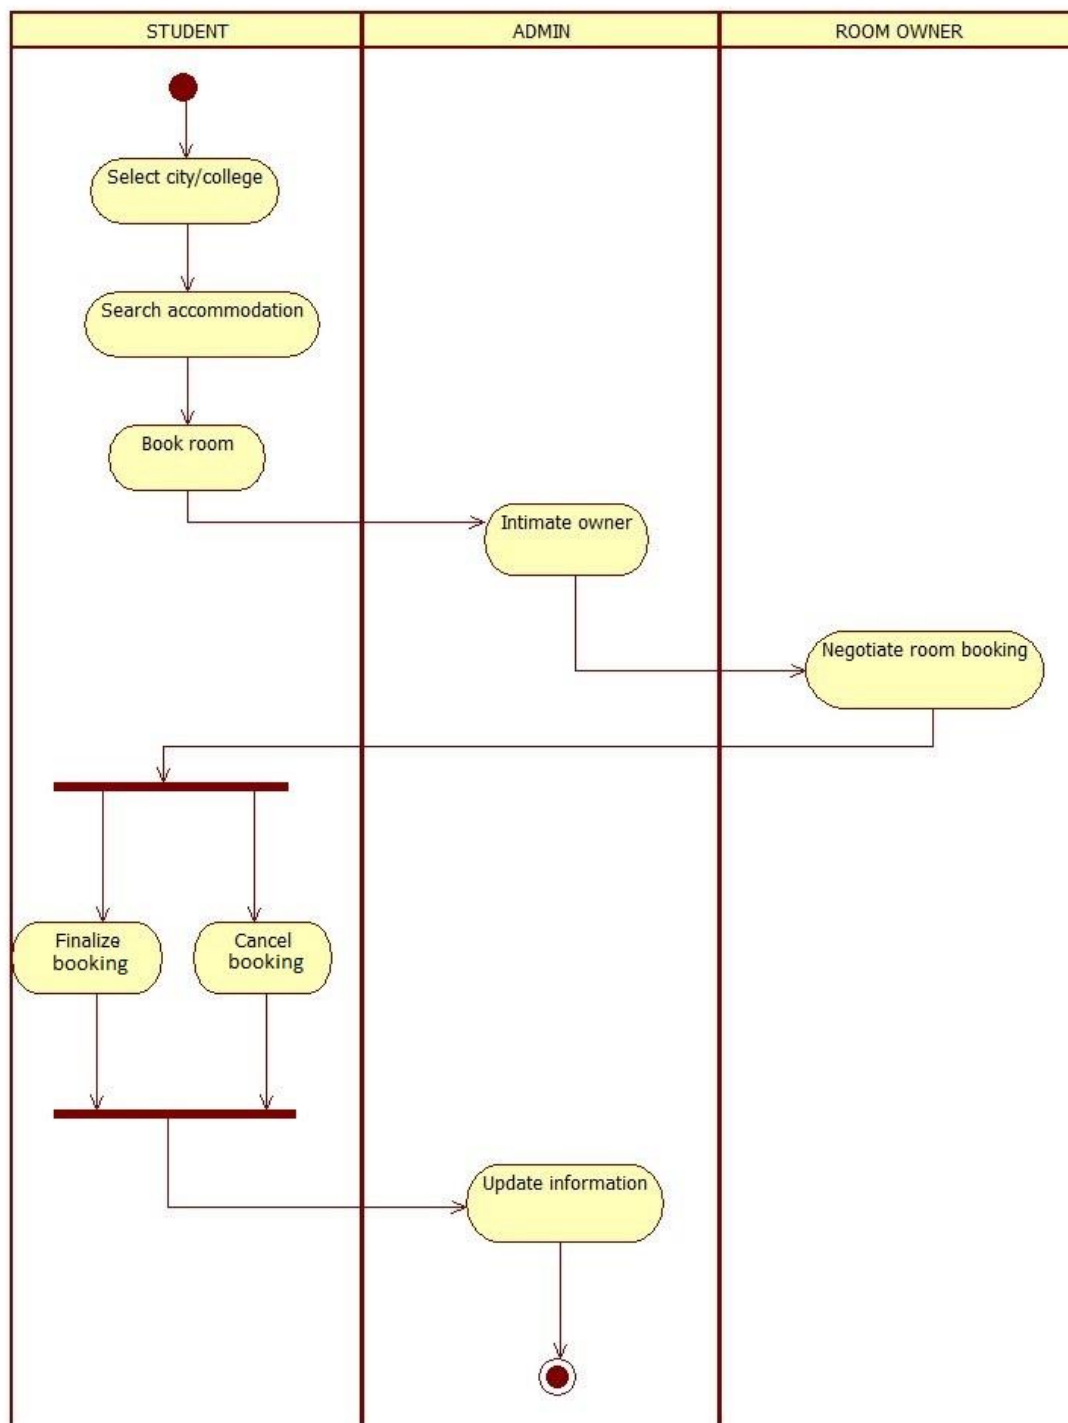 STUDENT
ADMIN
ROOM OWNER
Select city/college
Search accommodation
Book room
Intimate owner
Negotiate room booking
Finalize
booking
Cancel
booking
Update information